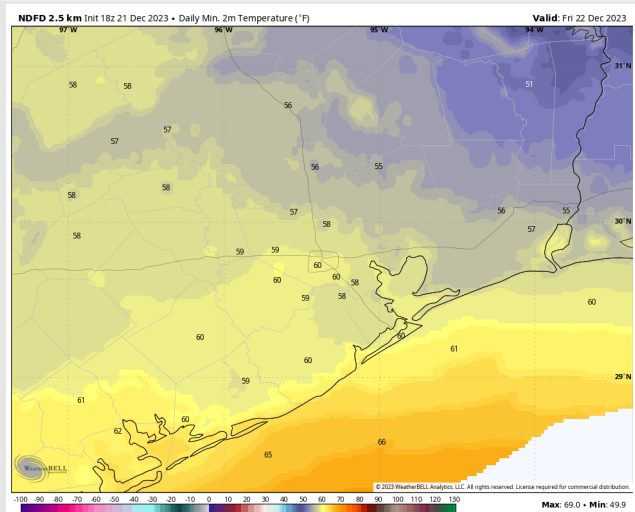 NDFD 2.5 km Init 18z 21 Dec 2023 • Daily Min. 2m Temperature (°F)
Valid: Fri 22 Dec 2023
97°W 96°W 95°W 94°W
31°N
58 58 51
56
57
57
56 55
58 58
57 56 55
30°N
58 57
58
59 59
60
60 60 58
59 58 60
60 60
61
60
29°N
59
61
60
62
66
65
WEATHERBELL
© 2023 WeatherBELL Analytics, LLC. All rights reserved. License required for commercial distribution.
-100 -90 -80 -70 -60 -50 -40 -30 -20 -10 0 10 20 30 40 50 60 70 80 90 100 110 120 130
Max: 69.0 • Min: 49.9